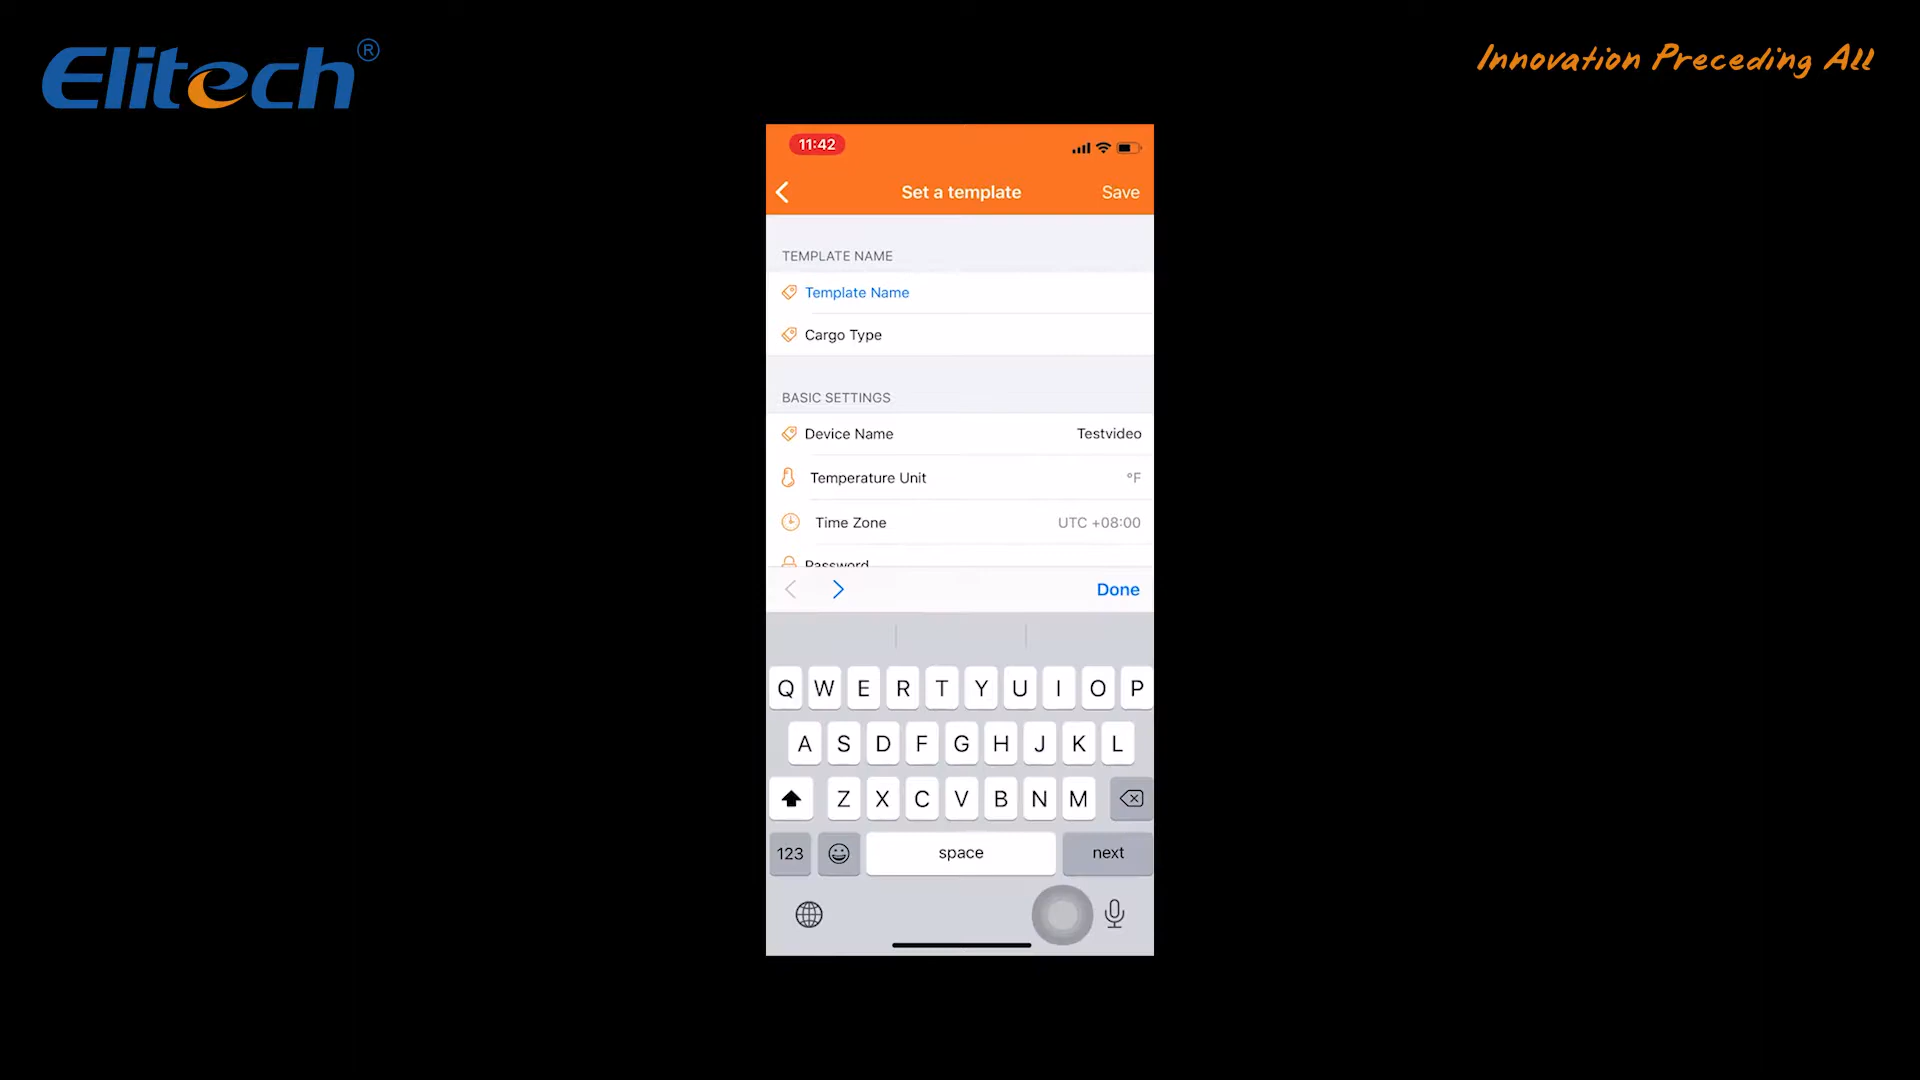 Elitech®
Innovation Preceding All
11:42
Set a template
Save
TEMPLATE NAME
Template Name
Cargo Type
BASIC SETTINGS
Device Name Testvideo
Temperature Unit °F
Time Zone UTC +08:00
Password
Done
Q W E R T Y U I O P
A S D F G H J K L
Z X C V B N M
123 space next